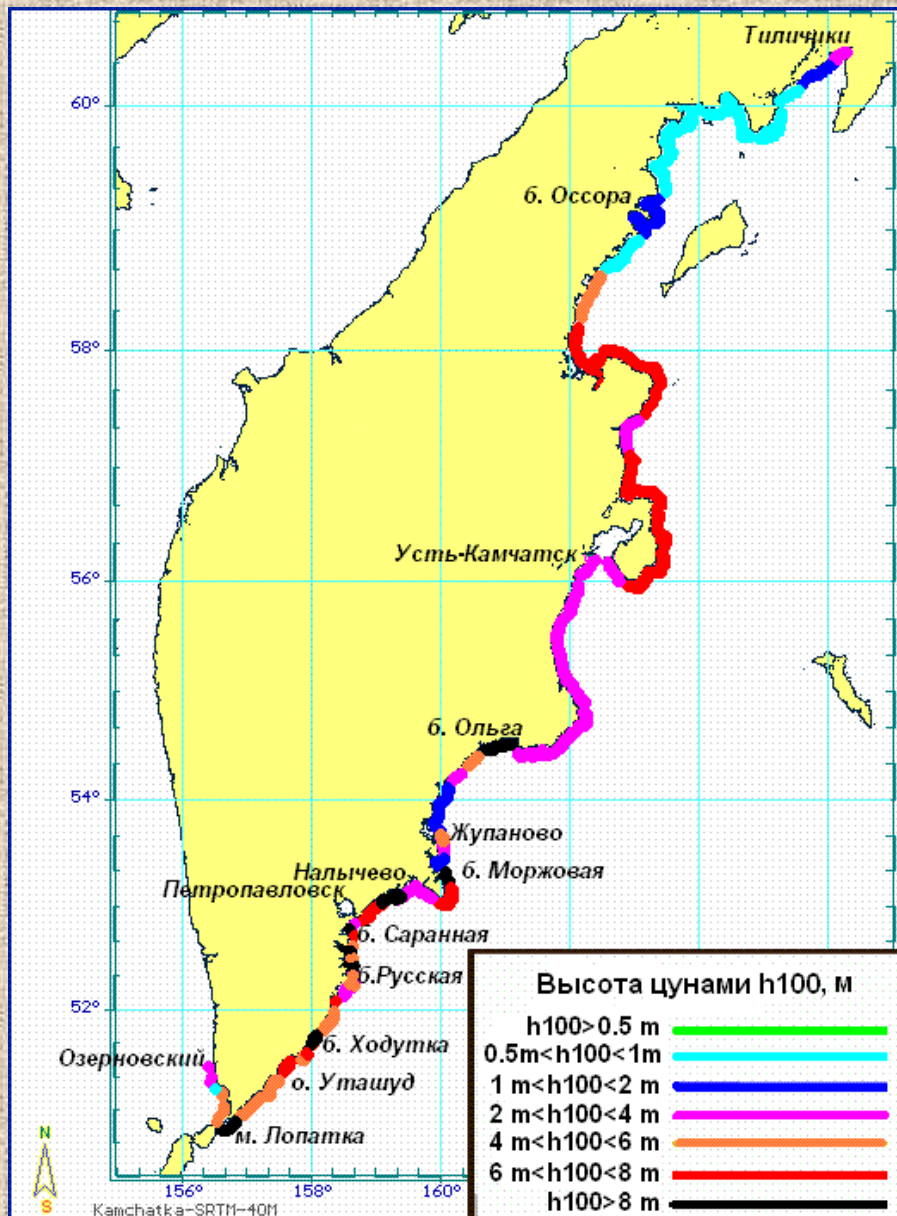 Тиличики
60°
б. Оссора
58°
Усть-Камчатск
56°
б. Ольга
54°
Жупаново
Налычево
б. Моржовая
Петропавловск
б. Саранная
б.Русская
52°
б. Ходутка
Озерновский
о. Уташуд
м. Лопатка
N
S
156°
158°
160°
Kamchatka-SRTM-40M
Высота цунами h100, м
h100>0.5 m
0.5m<h100<1m
1 m<h100<2 m
2 m<h100<4 m
4 m<h100<6 m
6 m<h100<8 m
h100>8 m